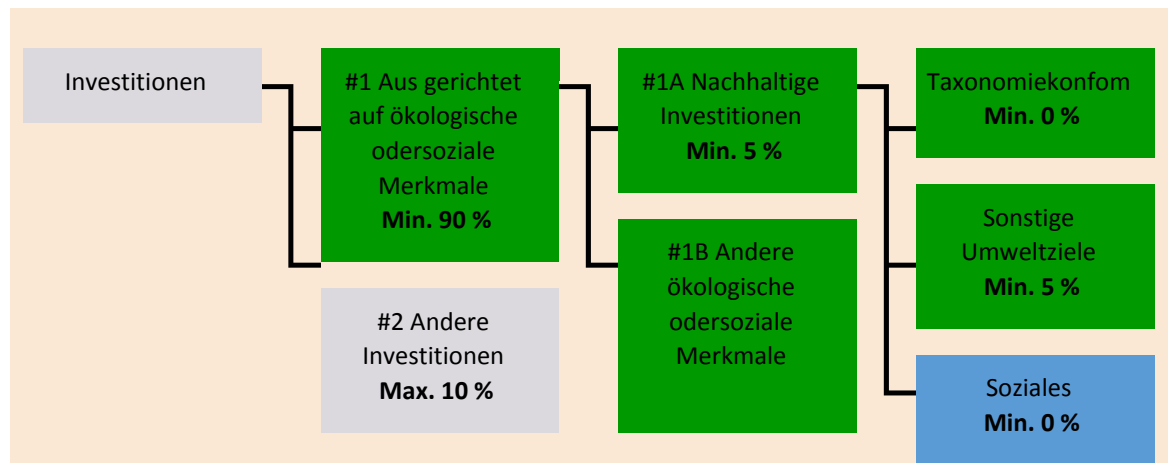 Investitionen
#1 Aus gerichtet
auf ökologische
odersoziale
Merkmale
Min. 90 %
#2 Andere
Investitionen
Max. 10 %
#1A Nachhaltige
Investitionen
Min. 5 %
#1B Andere
ökologische
odersoziale
Merkmale
Taxonomiekonfom
Min. 0 %
Sonstige
Umweltziele
Min. 5 %
Soziales
Min. 0 %